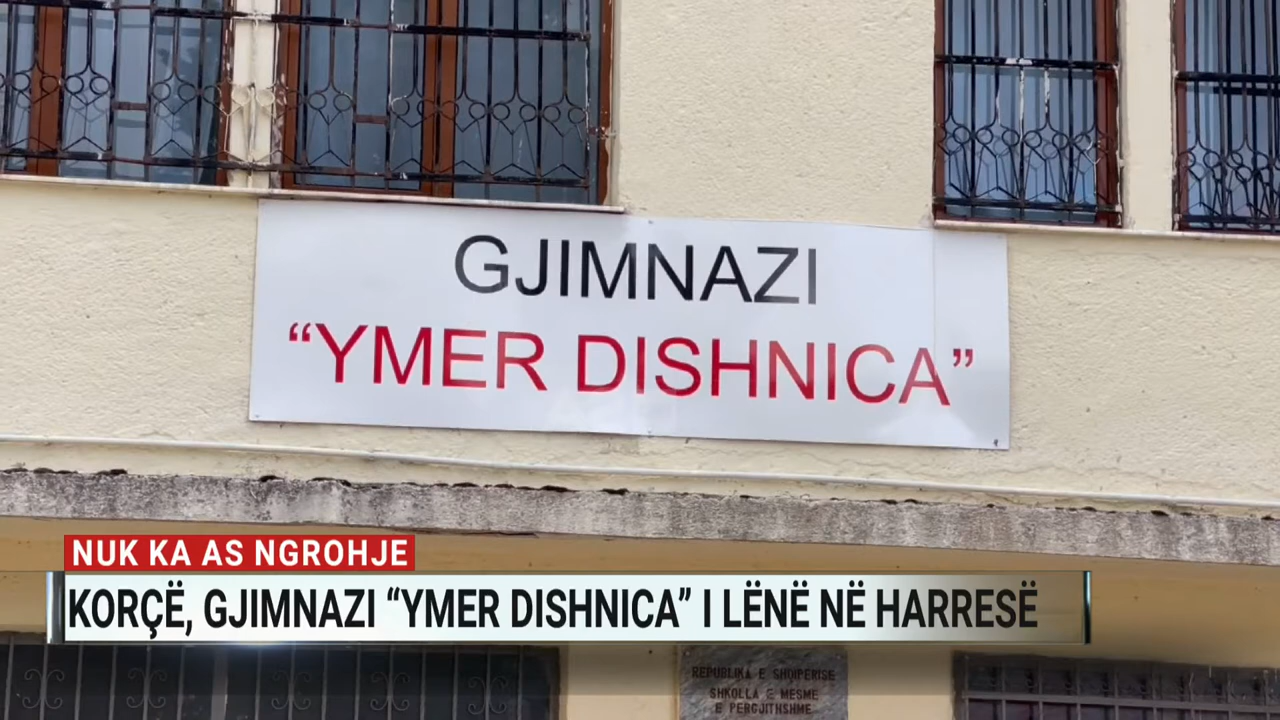 GJIMNAZI
“YMER DISHNICA”
NUK KA AS NGROHJE
KORÇË, GJIMNAZI “YMER DISHNICA” I LËNË NË HARRESË
REPUBLIKA E SHQIPERISE
SHKOLLA E MESME
E PERGJITHSHME